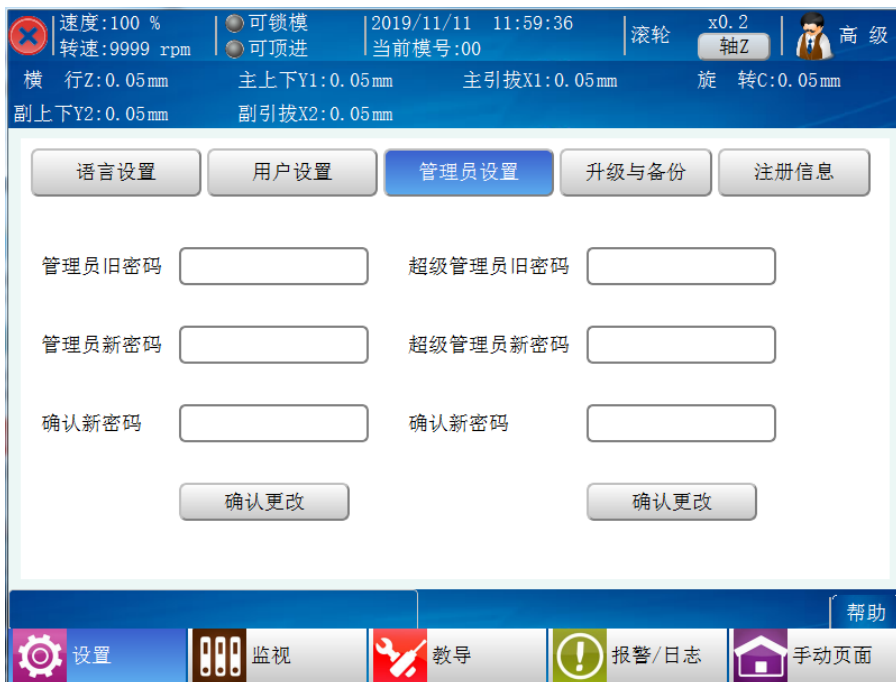 速度:100 % 可锁模 2019/11/11 11:59:36 滚轮 x0.2 高 级
转速:9999 rpm 可顶进 当前模号:00 轴Z
横 行Z:0.05mm 主上下Y1:0.05mm 主引拔X1:0.05mm 旋 转C:0.05mm
副上下Y2:0.05mm 副引拔X2:0.05mm
语言设置 用户设置 管理员设置 升级与备份 注册信息
管理员旧密码 超级管理员旧密码
管理员新密码 超级管理员新密码
确认新密码 确认新密码
确认更改 确认更改
帮助
设置 监视 教导 报警/日志 手动页面